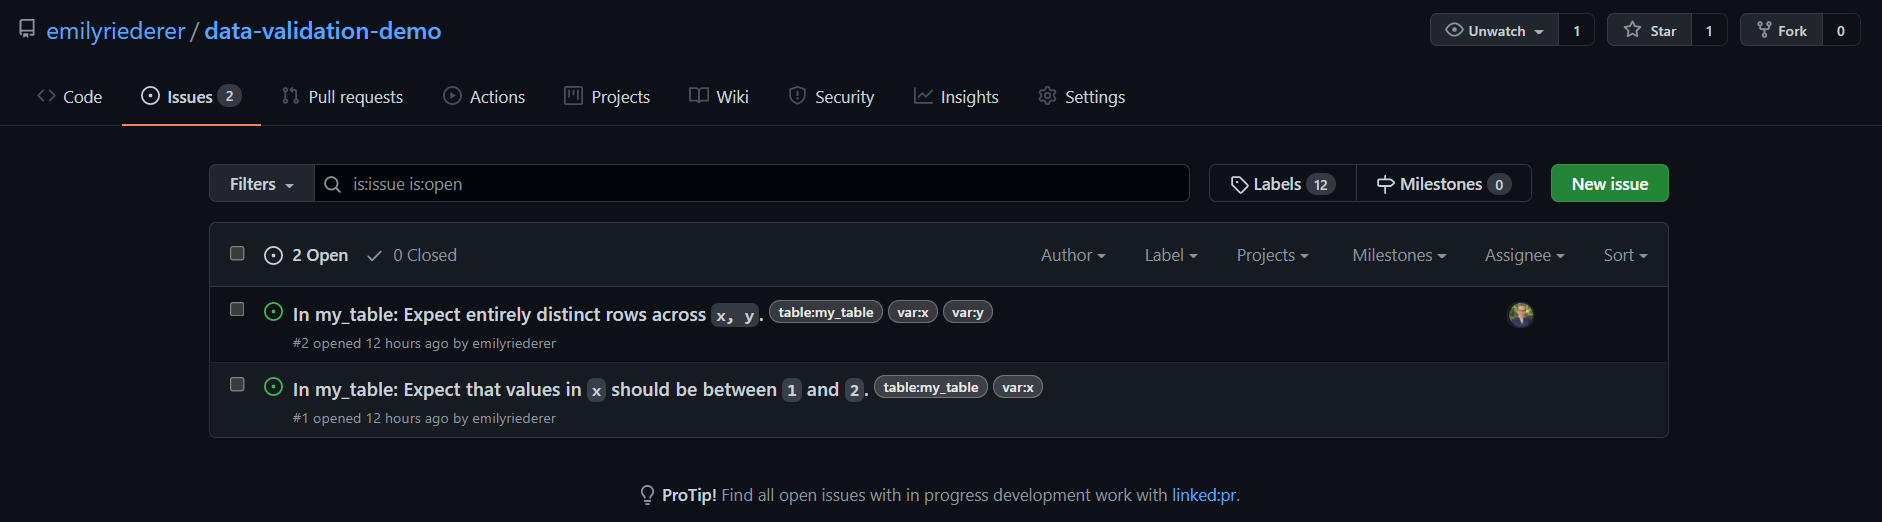 emilyriederer / data-validation-demo
Unwatch 1 Star 1 Fork 0
Code Issues 2 Pull requests Actions Projects Wiki Security Insights Settings
Filters is:issue is:open Labels 12 Milestones 0 New issue
2 Open 0 Closed Author Label Projects Milestones Assignee Sort
In my_table: Expect entirely distinct rows across x, y. table:my_table var:x var:y
#2 opened 12 hours ago by emilyriederer
In my_table: Expect that values in x should be between 1 and 2. table:my_table var:x
#1 opened 12 hours ago by emilyriederer
ProTip! Find all open issues with in progress development work with linked:pr.